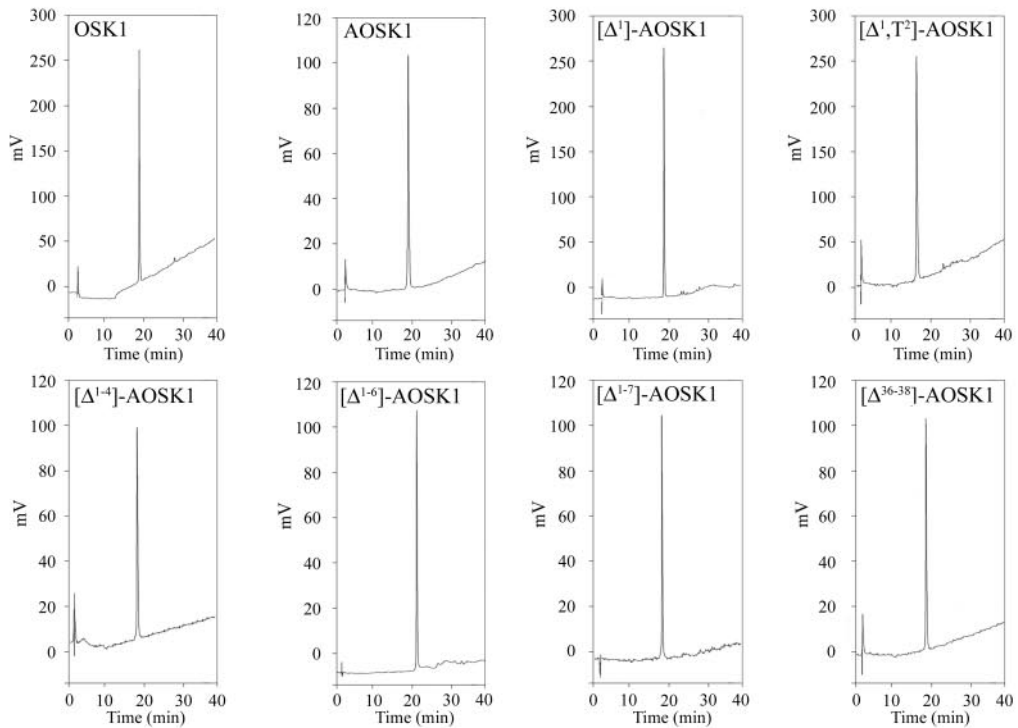 OSK1
300
250
200
150
100
50
0
mV
0 10 20 30 40
Time (min)
AOSK1
120
100
80
60
40
20
0
mV
0 10 20 30 40
Time (min)
[Δ¹]-AOSK1
300
250
200
150
100
50
0
mV
0 10 20 30 40
Time (min)
[Δ¹,T²]-AOSK1
300
250
200
150
100
50
0
mV
0 10 20 30 40
Time (min)
[Δ¹⁻⁴]-AOSK1
120
100
80
60
40
20
0
mV
0 10 20 30 40
Time (min)
[Δ¹⁻⁶]-AOSK1
120
100
80
60
40
20
0
mV
0 10 20 30 40
Time (min)
[Δ¹⁻⁷]-AOSK1
120
100
80
60
40
20
0
mV
0 10 20 30 40
Time (min)
[Δ³⁶⁻³⁸]-AOSK1
120
100
80
60
40
20
0
mV
0 10 20 30 40
Time (min)